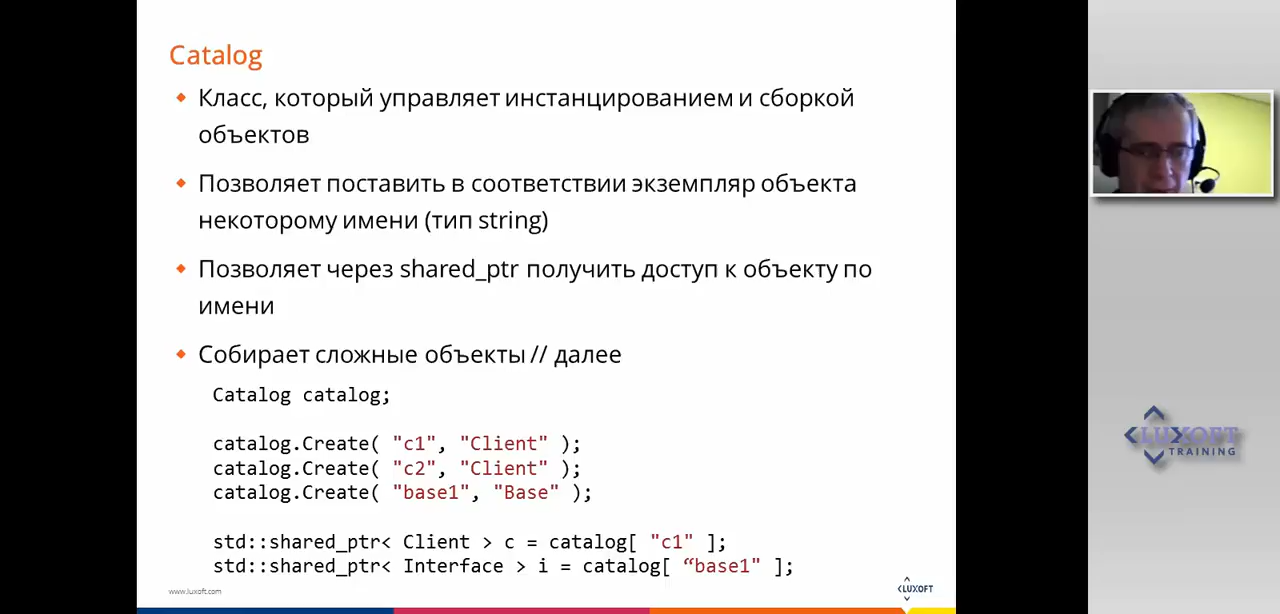 Catalog
Класс, который управляет инстанцированием и сборкой
объектов
Позволяет поставить в соответствии экземпляр объекта
некоторому имени (тип string)
Позволяет через shared_ptr получить доступ к объекту по
имени
Собирает сложные объекты // далее
Catalog catalog;
catalog.Create( "c1", "Client" );
catalog.Create( "c2", "Client" );
catalog.Create( "base1", "Base" );
std::shared_ptr< Client > c = catalog[ "c1" ];
std::shared_ptr< Interface > i = catalog[ “base1" ];
www.luxoft.com
LUXOFT
LUXOFT
TRAINING